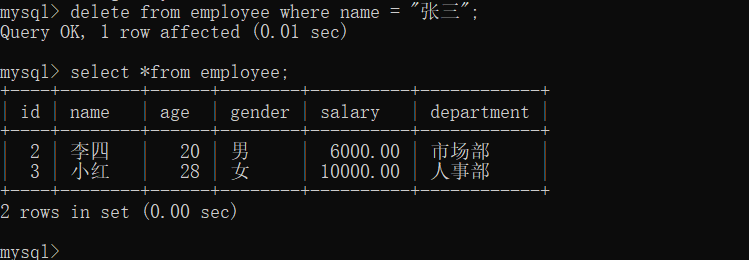 mysql> delete from employee where name = "张三";
Query OK, 1 row affected (0.01 sec)
mysql> select *from employee;
+----+--------+------+--------+----------+------------+
| id | name   | age  | gender | salary   | department |
+----+--------+------+--------+----------+------------+
|  2 | 李四   |   20 | 男     |  6000.00 | 市场部     |
|  3 | 小红   |   28 | 女     | 10000.00 | 人事部     |
+----+--------+------+--------+----------+------------+
2 rows in set (0.00 sec)
mysql>